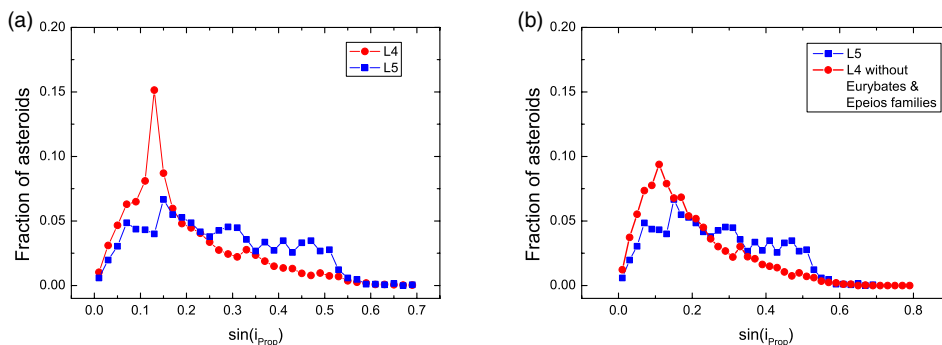 (a)
0.20
0.15
0.10
0.05
0.00
Fraction of asteroids
L4
L5
0.0 0.1 0.2 0.3 0.4 0.5 0.6 0.7
sin(iProp)
(b)
0.20
0.15
0.10
0.05
0.00
Fraction of asteroids
L5
L4 without
Eurybates &
Epeios families
0.0 0.2 0.4 0.6 0.8
sin(iProp)